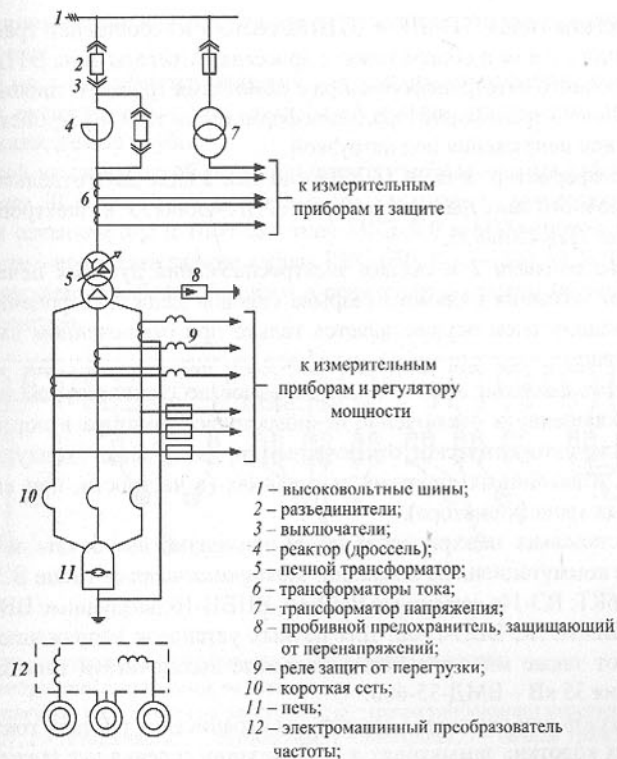 1
2
3
4
7
к измерительным
приборам и защите
6
9
к измерительным
приборам и регулятору
мощности
10
11
12
1 – высоковольтные шины;
2 – разъединители;
3 – выключатели;
4 – реактор (дроссель);
5 – печной трансформатор;
6 – трансформаторы тока;
7 – трансформатор напряжения;
8 – пробивной предохранитель, защищающий
от перенапряжений;
9 – реле защит от перегрузки;
10 – короткая сеть;
11 – печь;
12 – электромашинный преобразователь
частоты;